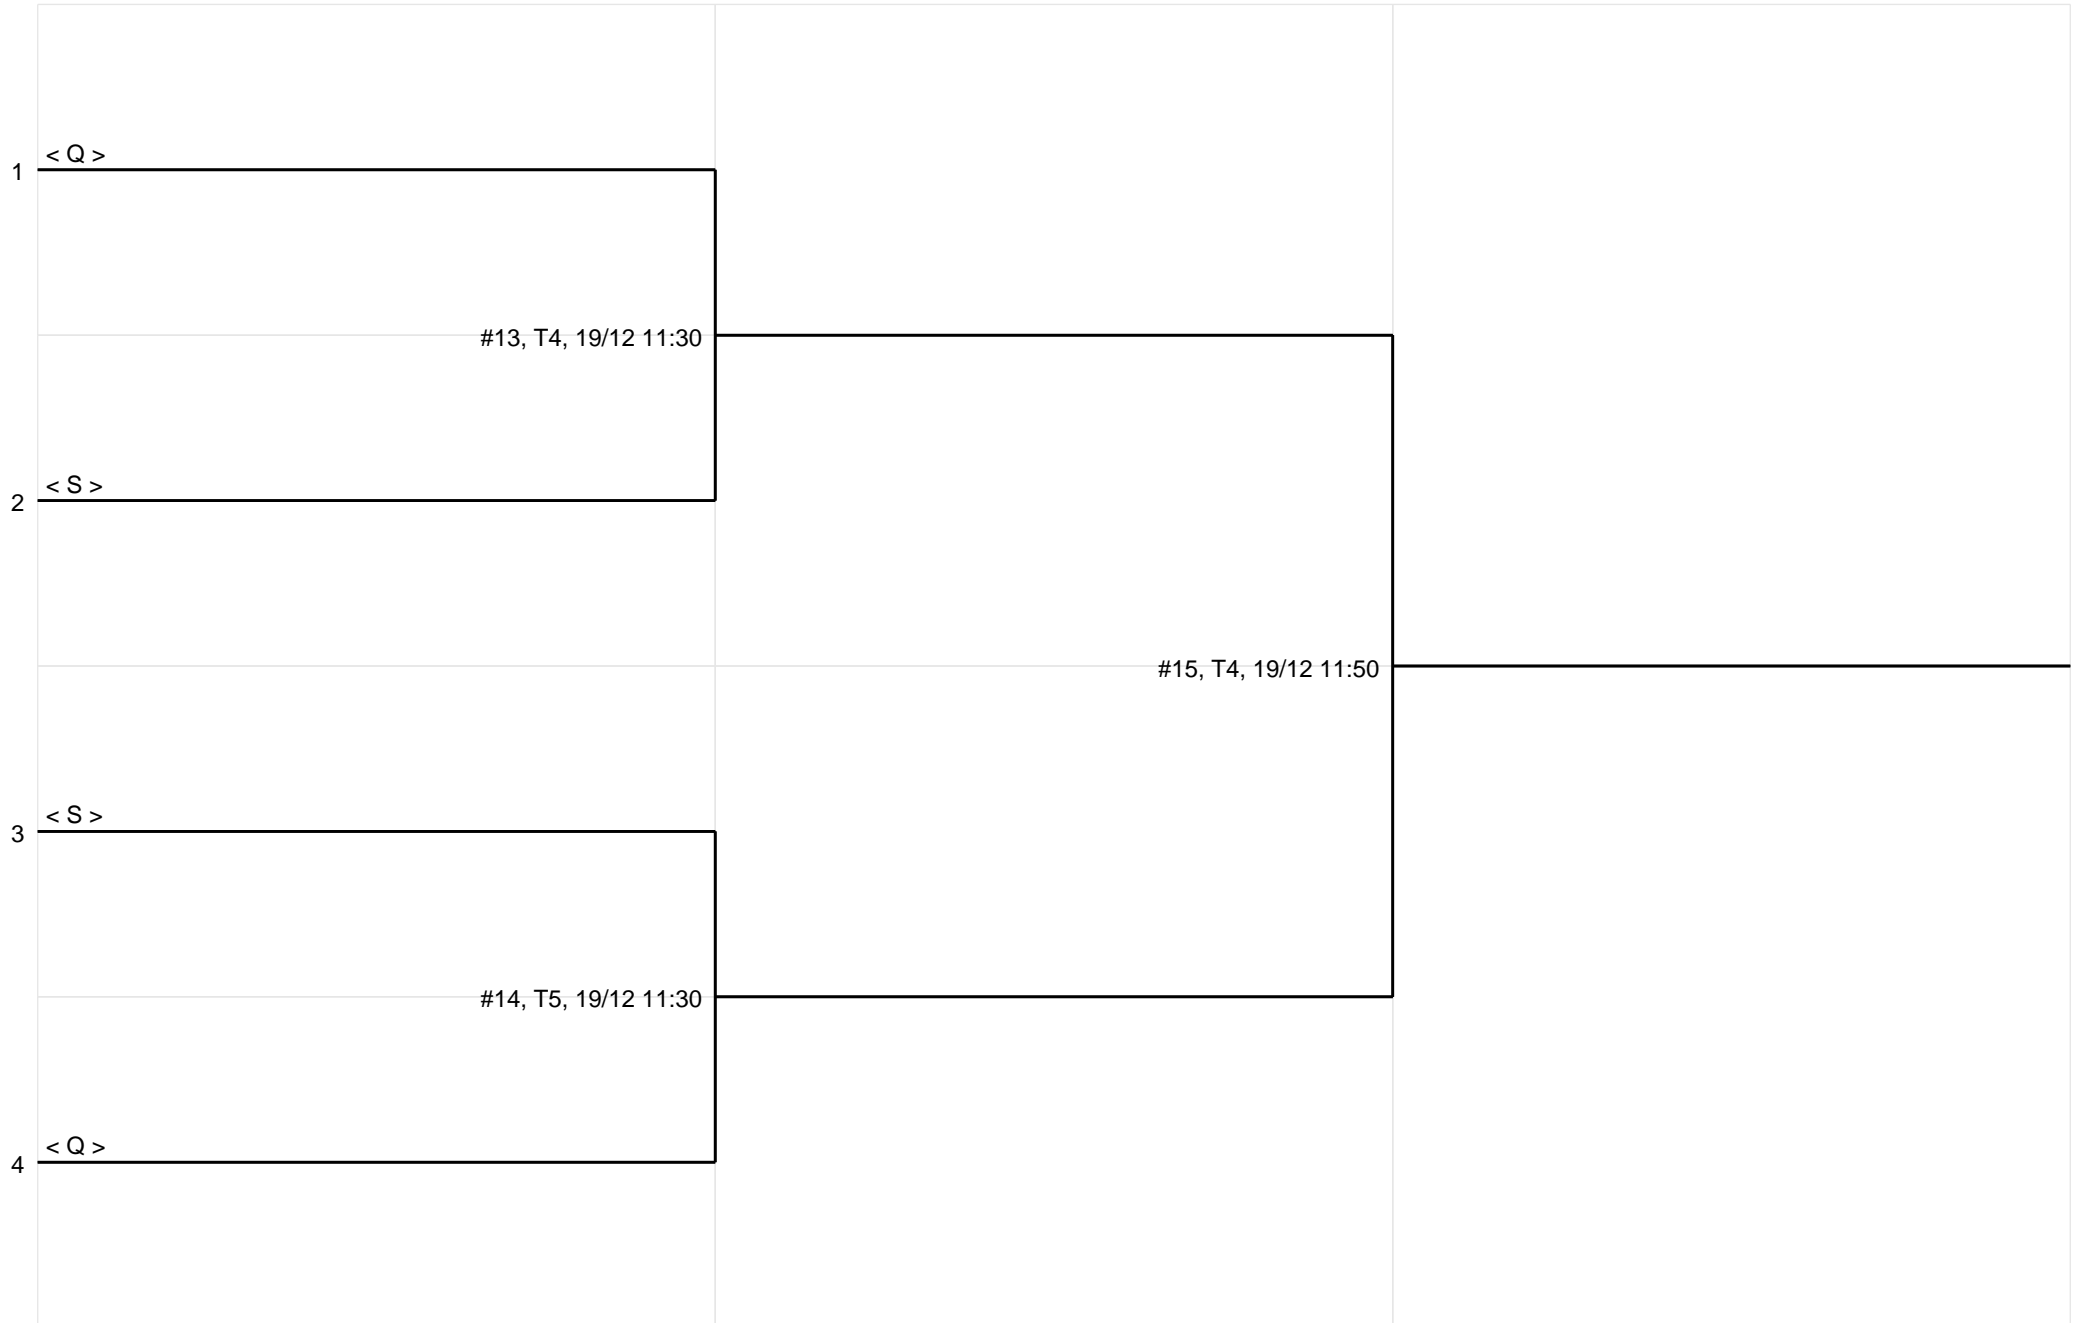 < Q >
1
#13, T4, 19/12 11:30
< S >
2
#15, T4, 19/12 11:50
< S >
3
#14, T5, 19/12 11:30
< Q >
4